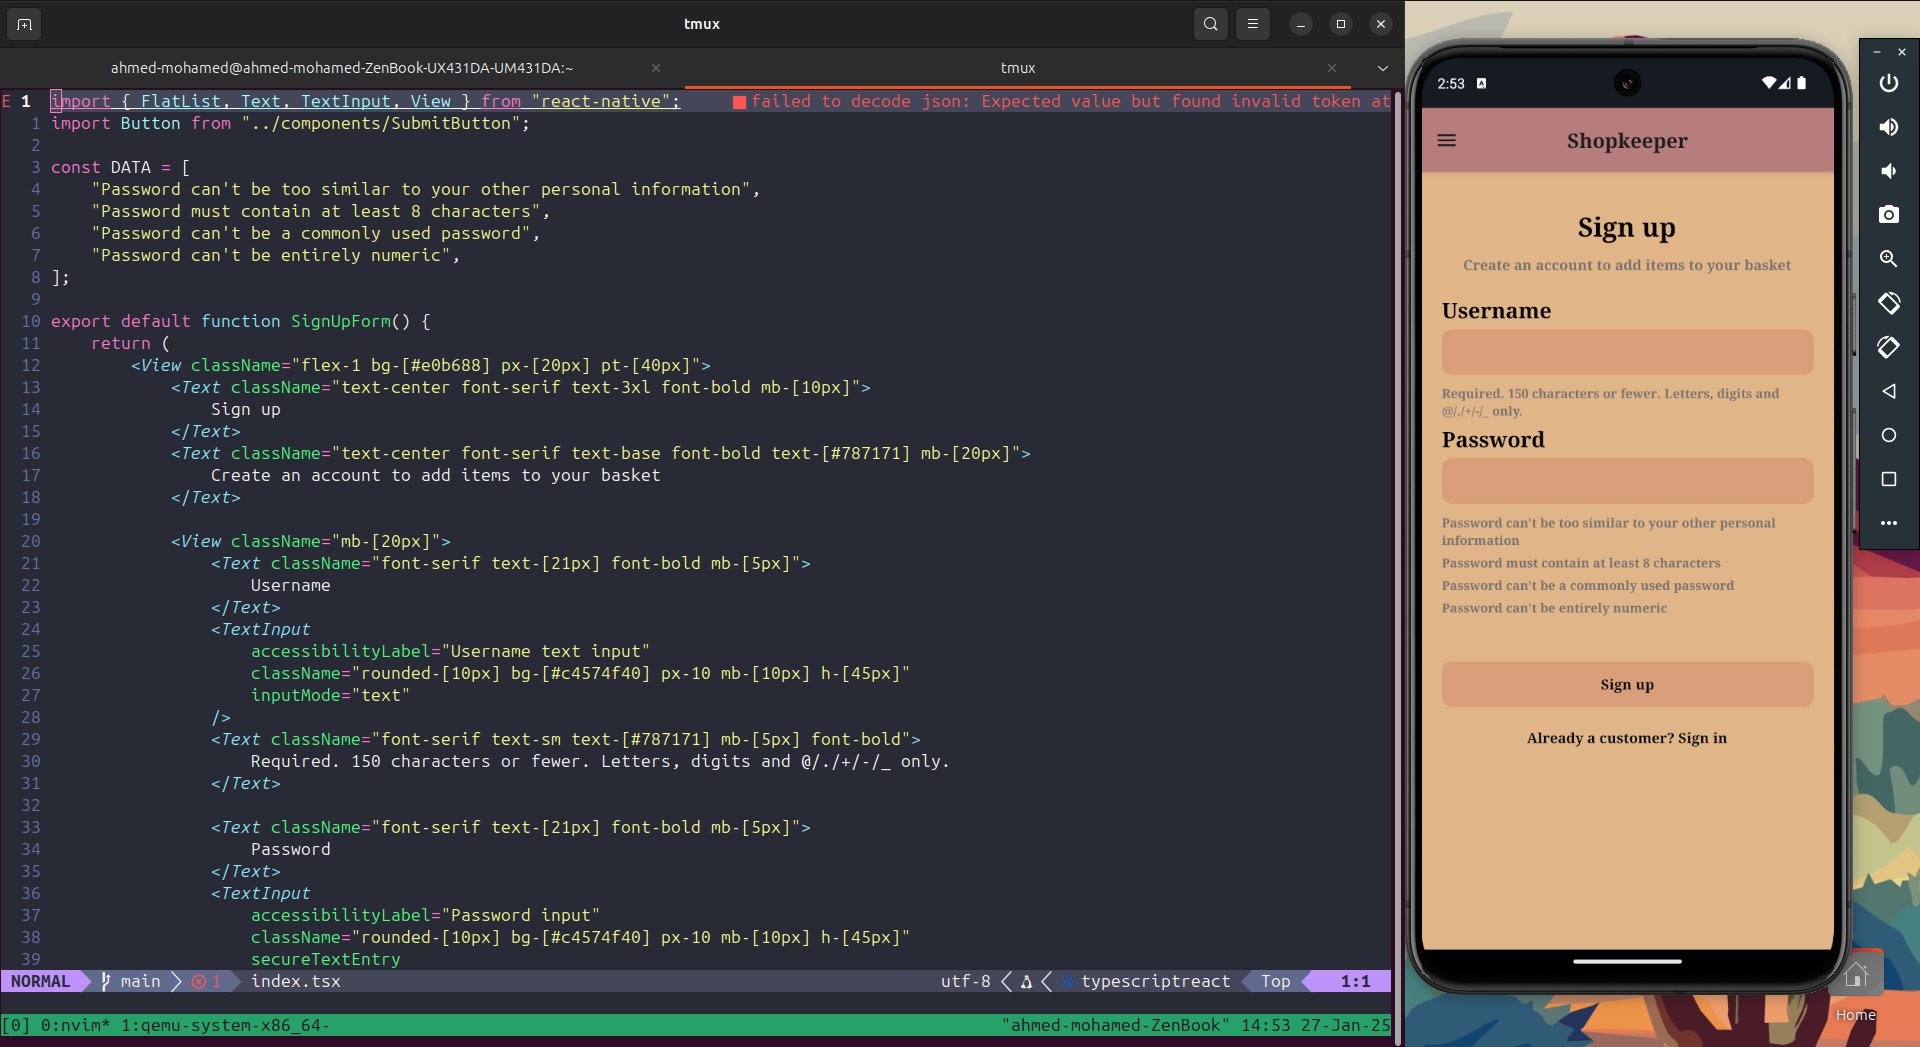 tmux
ahmed-mohamed@ahmed-mohamed-ZenBook-UX431DA-UM431DA:~
tmux
E 1 import { FlatList, Text, TextInput, View } from "react-native"; failed to decode json: Expected value but found invalid token at
1 import Button from "../components/SubmitButton";
2
3 const DATA = [
4 "Password can't be too similar to your other personal information",
5 "Password must contain at least 8 characters",
6 "Password can't be a commonly used password",
7 "Password can't be entirely numeric",
8 ];
9
10 export default function SignUpForm() {
11 return (
12 <View className="flex-1 bg-[#e0b688] px-[20px] pt-[40px]">
13 <Text className="text-center font-serif text-3xl font-bold mb-[10px]">
14 Sign up
15 </Text>
16 <Text className="text-center font-serif text-base font-bold text-[#787171] mb-[20px]">
17 Create an account to add items to your basket
18 </Text>
19
20 <View className="mb-[20px]">
21 <Text className="font-serif text-[21px] font-bold mb-[5px]">
22 Username
23 </Text>
24 <TextInput
25 accessibilityLabel="Username text input"
26 className="rounded-[10px] bg-[#c4574f40] px-10 mb-[10px] h-[45px]"
27 inputMode="text"
28 />
29 <Text className="font-serif text-sm text-[#787171] mb-[5px] font-bold">
30 Required. 150 characters or fewer. Letters, digits and @/./+/-/_ only.
31 </Text>
32
33 <Text className="font-serif text-[21px] font-bold mb-[5px]">
34 Password
35 </Text>
36 <TextInput
37 accessibilityLabel="Password input"
38 className="rounded-[10px] bg-[#c4574f40] px-10 mb-[10px] h-[45px]"
39 secureTextEntry
NORMAL main 1 index.tsx utf-8 typescriptreact Top 1:1
[0] 0:nvim* 1:qemu-system-x86_64- "ahmed-mohamed-ZenBook" 14:53 27-Jan-25
2:53 A
Shopkeeper
Sign up
Create an account to add items to your basket
Username
Required. 150 characters or fewer. Letters, digits and
@/./+/-/_ only.
Password
Password can't be too similar to your other personal
information
Password must contain at least 8 characters
Password can't be a commonly used password
Password can't be entirely numeric
Sign up
Already a customer? Sign in
Home